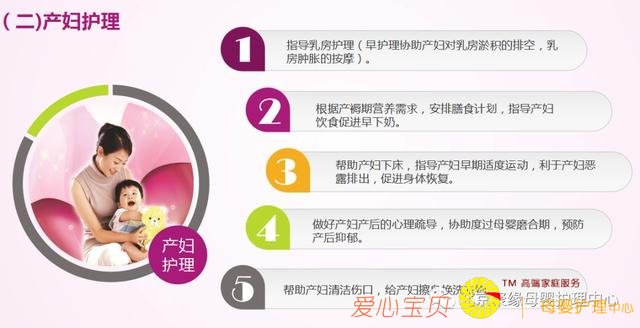 (二)产妇护理
1
指导乳房护理(早护理协助产妇对乳房淤积的排空，乳
房肿胀的按摩)。
2
根据产褥期营养需求，安排膳食计划，指导产妇
饮食促进早下奶。
3
帮助产妇下床，指导产妇早期适度运动，利于产妇恶
露排出，促进身体恢复。
4
做好产妇产后的心理疏导，协助度过母婴磨合期，预防
产后抑郁。
产妇
护理
5
帮助产妇清洁伤口，给产妇擦
TM 高端家庭服务
缘母婴护理中心
爱心宝贝
母婴护理中心